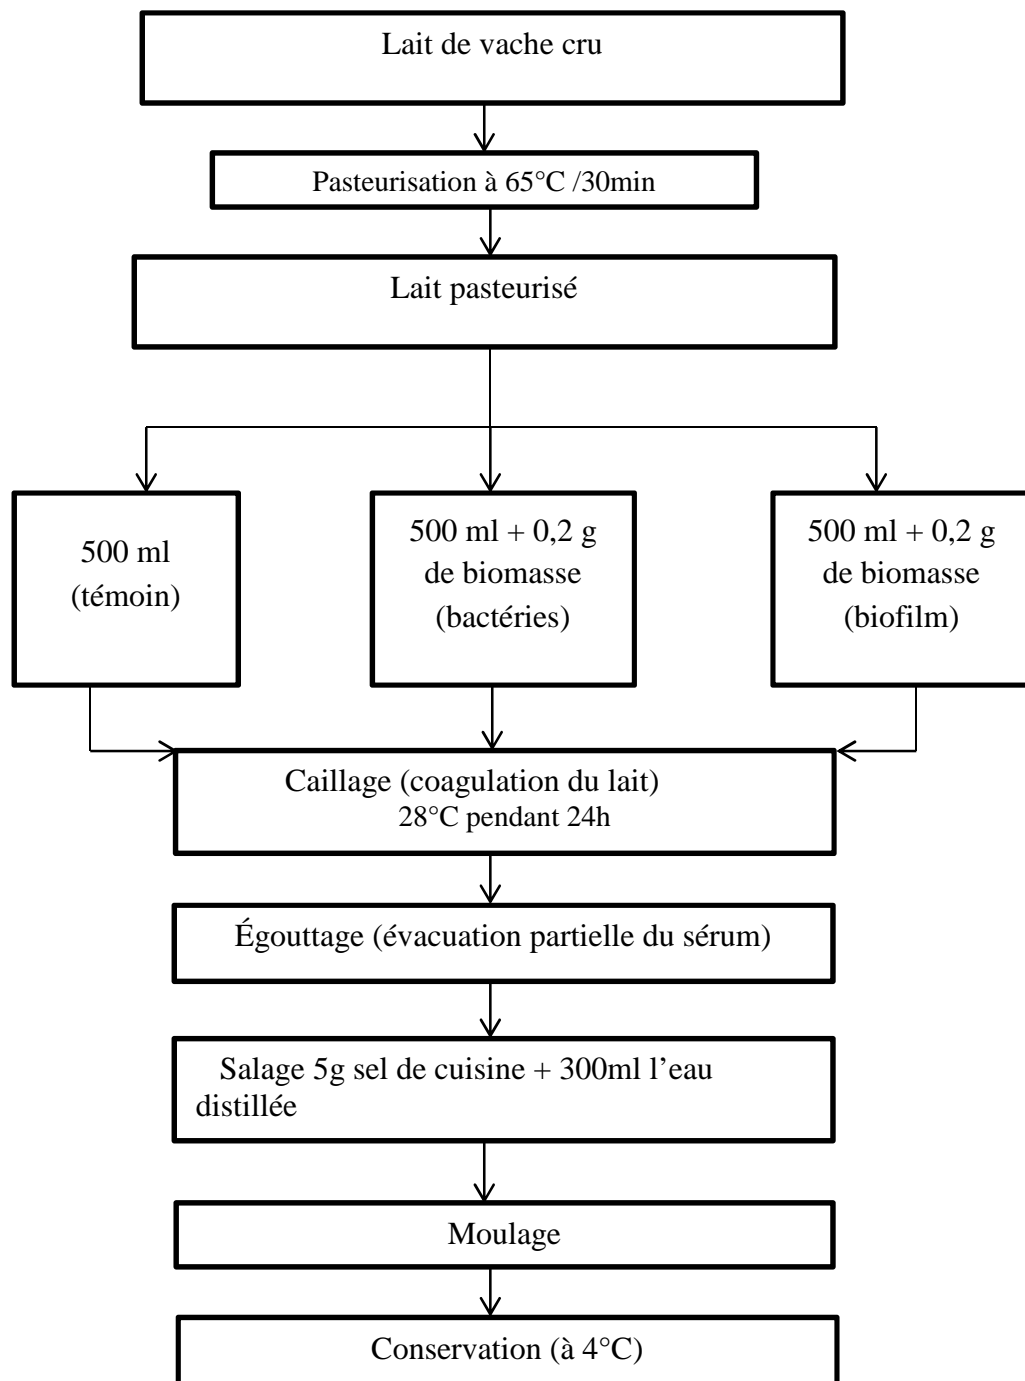 Lait de vache cru
Pasteurisation à 65°C /30min
Lait pasteurisé
500 ml
(témoin)
500 ml + 0,2 g
de biomasse
(bactéries)
500 ml + 0,2 g
de biomasse
(biofilm)
Caillage (coagulation du lait)
28°C pendant 24h
Égouttage (évacuation partielle du sérum)
Salage 5g sel de cuisine + 300ml l’eau
distillée
Moulage
Conservation (à 4°C)